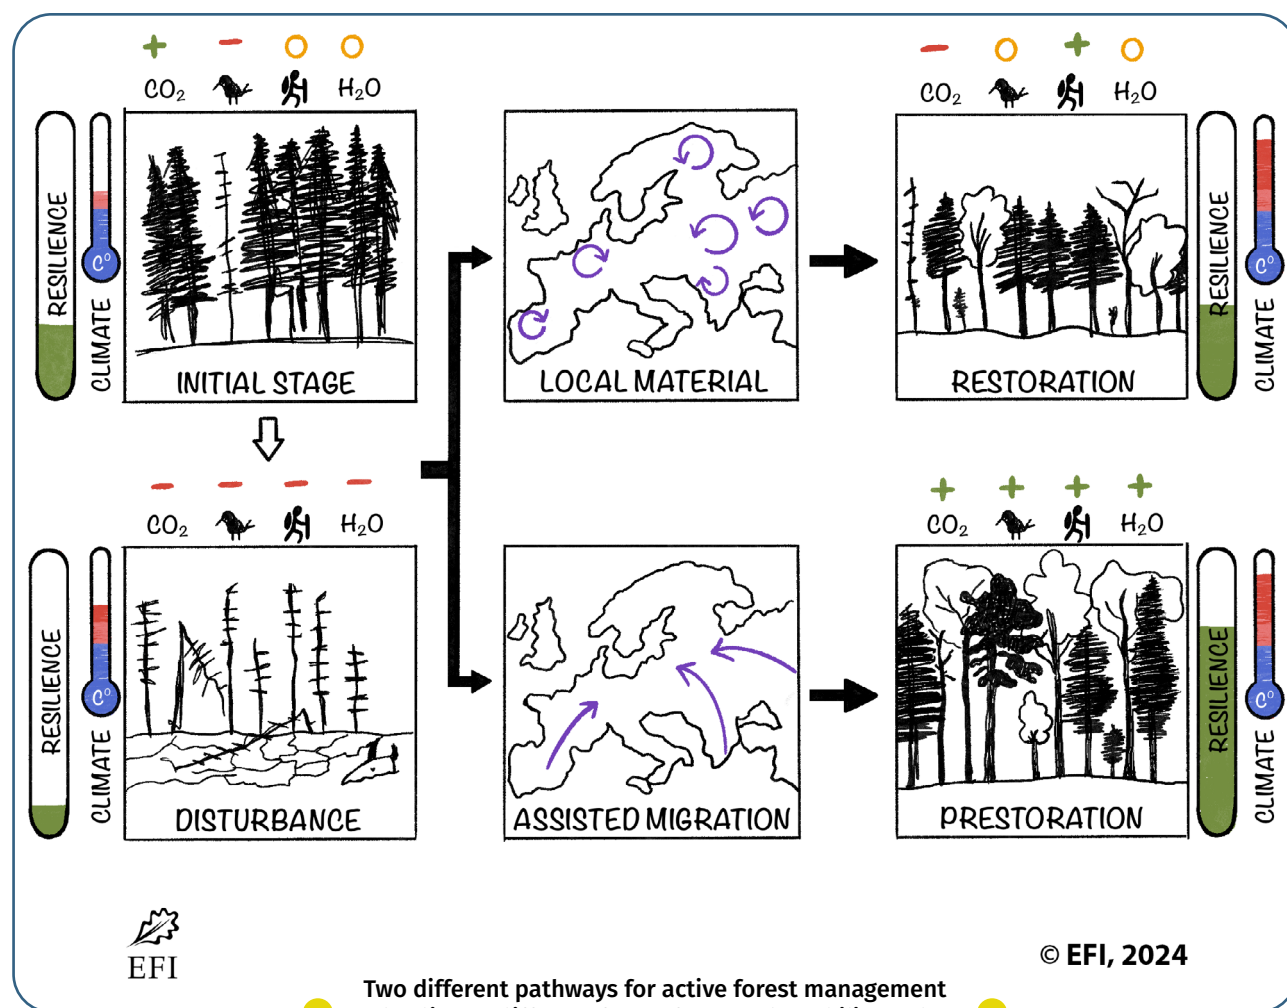 + − O O
CO₂ H₂O
RESILIENCE
CLIMATE
C°
INITIAL STAGE
LOCAL MATERIAL
− O + O
CO₂ H₂O
RESTORATION
RESILIENCE
CLIMATE
C°
− − − −
CO₂ H₂O
RESILIENCE
CLIMATE
C°
DISTURBANCE
ASSISTED MIGRATION
+ + + +
CO₂ H₂O
PRESTORATION
RESILIENCE
CLIMATE
C°
EFI
© EFI, 2024
Two different pathways for active forest management